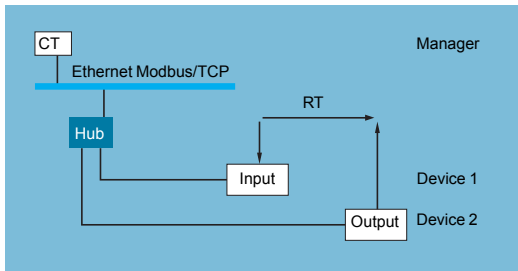 CT
Manager
Ethernet Modbus/TCP
RT
Hub
Input
Device 1
Output
Device 2